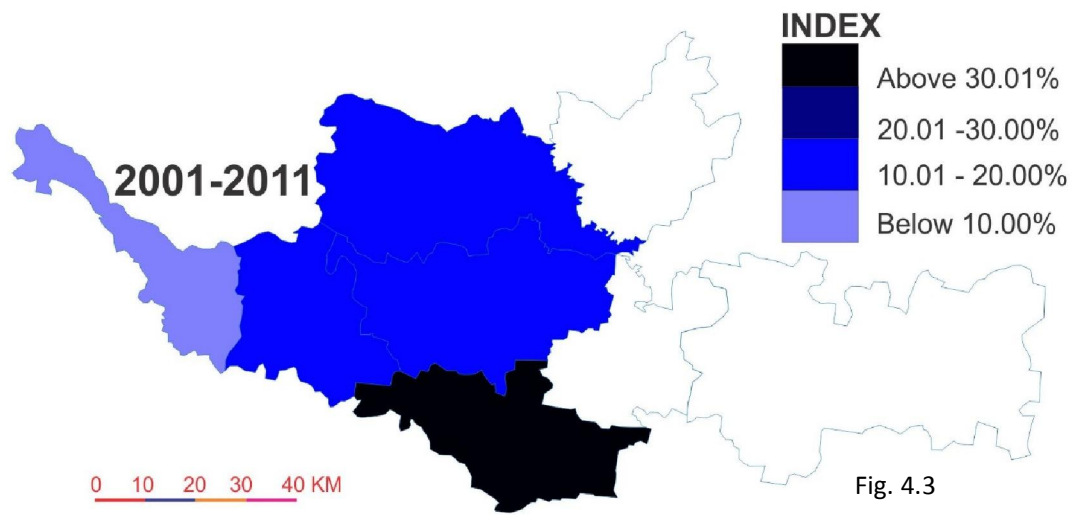 INDEX
Above 30.01%
20.01 -30.00%
10.01 - 20.00%
Below 10.00%
2001-2011
0 10 20 30 40 KM
Fig. 4.3